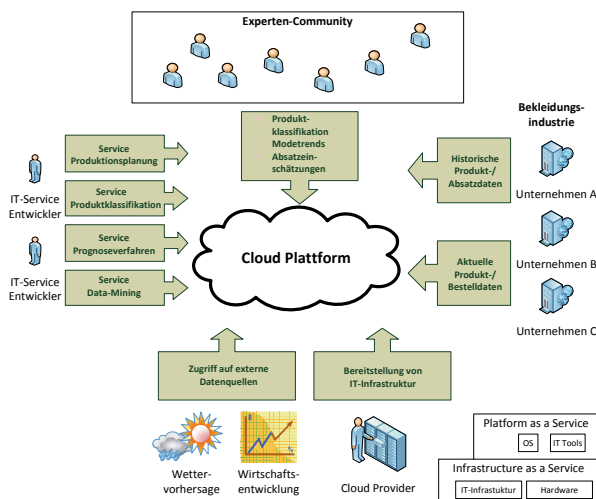 Experten-Community
Produkt-
klassifikation
Modetrends
Absatzein-
schätzungen
Bekleidungs-
industrie
Service
Produktionsplanung
Service
Produktklassifikation
Service
Prognoseverfahren
Service
Data-Mining
IT-Service
Entwickler
IT-Service
Entwickler
Cloud Plattform
Historische
Produkt-/
Absatzdaten
Aktuelle
Produkt-/
Bestelldaten
Unternehmen A
Unternehmen B
Unternehmen C
Zugriff auf externe
Datenquellen
Bereitstellung von
IT-Infrastruktur
$
t
Wetter-
vorhersage
Wirtschafts-
entwicklung
Cloud Provider
Platform as a Service
OS
IT Tools
Infrastructure as a Service
IT-Infrastuktur
Hardware